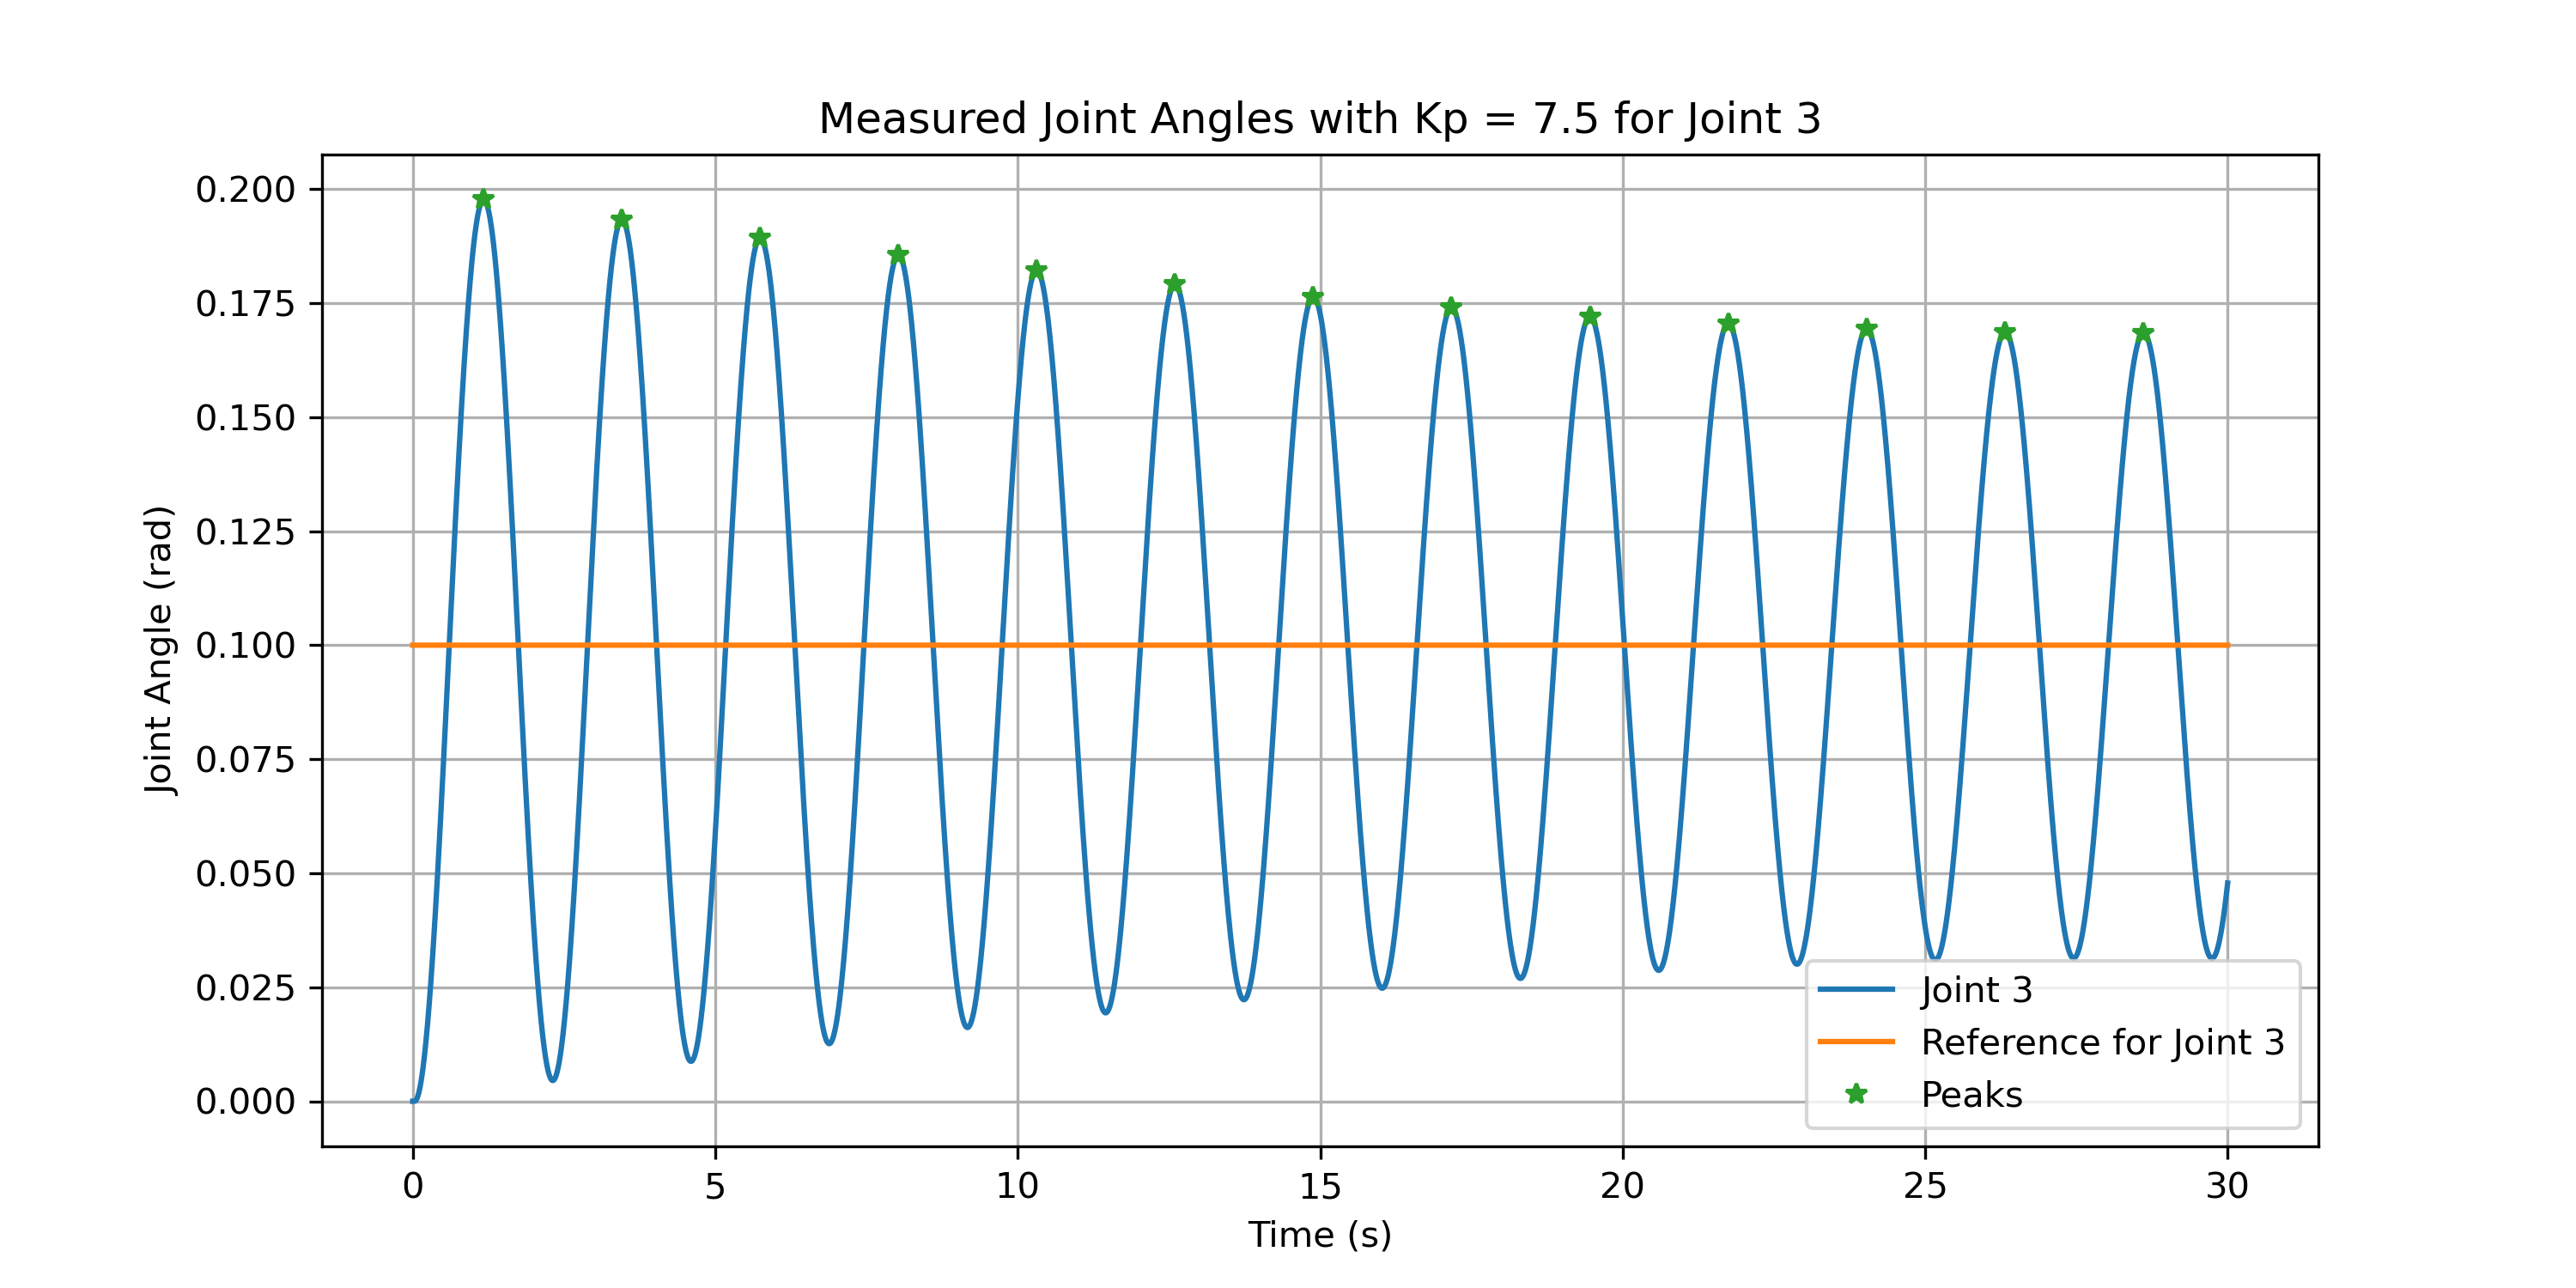 Measured Joint Angles with Kp = 7.5 for Joint 3
0.200
0.175
0.150
0.125
0.100
0.075
0.050
0.025
0.000
Joint Angle (rad)
Joint 3
Reference for Joint 3
Peaks
0 5 10 15 20 25 30
Time (s)